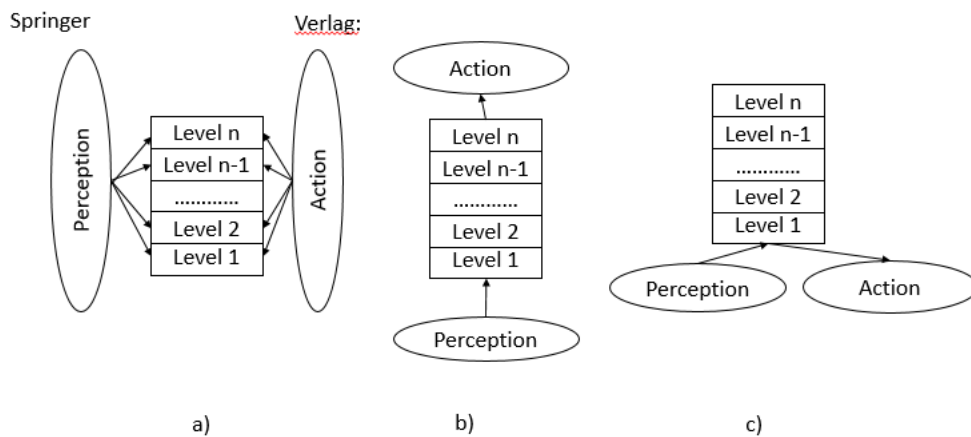 Springer
Verlag:
Perception
Level n
Level n-1
............
Level 2
Level 1
Action
a)
Action
Level n
Level n-1
............
Level 2
Level 1
Perception
b)
Level n
Level n-1
............
Level 2
Level 1
Perception
Action
c)